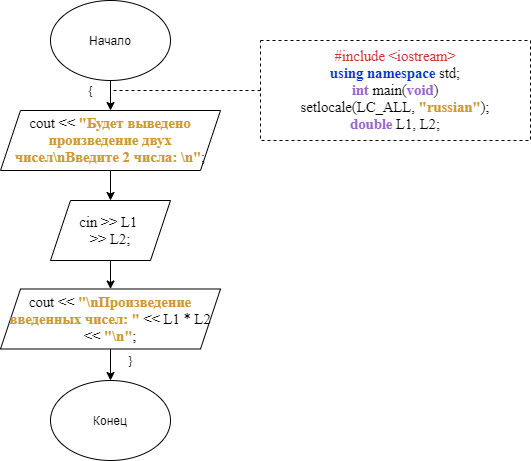 Начало
#include <iostream>
using namespace std;
int main(void)
setlocale(LC_ALL, "russian");
double L1, L2;
{
cout << "Будет выведено
произведение двух
чисел\nВведите 2 числа: \n";
cin >> L1
>> L2;
cout << "\nПроизведение
введенных чисел: " << L1 * L2
<< "\n";
}
Конец